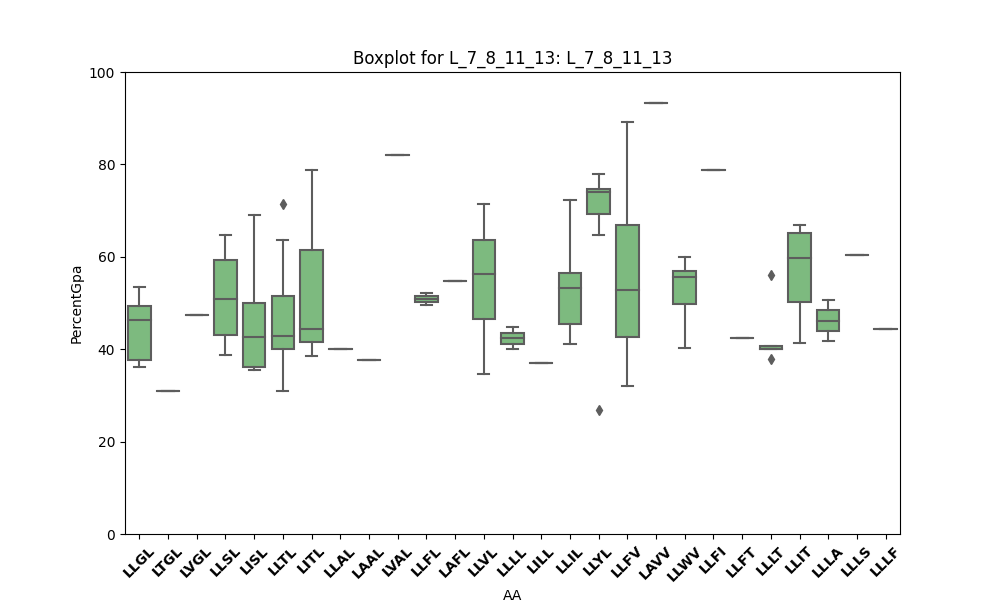 Boxplot for L_7_8_11_13: L_7_8_11_13
100
80
60
40
20
0
PercentGpa
LLGL LTGL LVGL LLSL LISL LLTL LITL LLAL LAAL LVAL LLFL LAFL LLVL LLLL LILL LLIL LLYL LLFV LAVV LLWV LLFI LLFT LLLT LLIT LLLA LLLS LLLF
AA